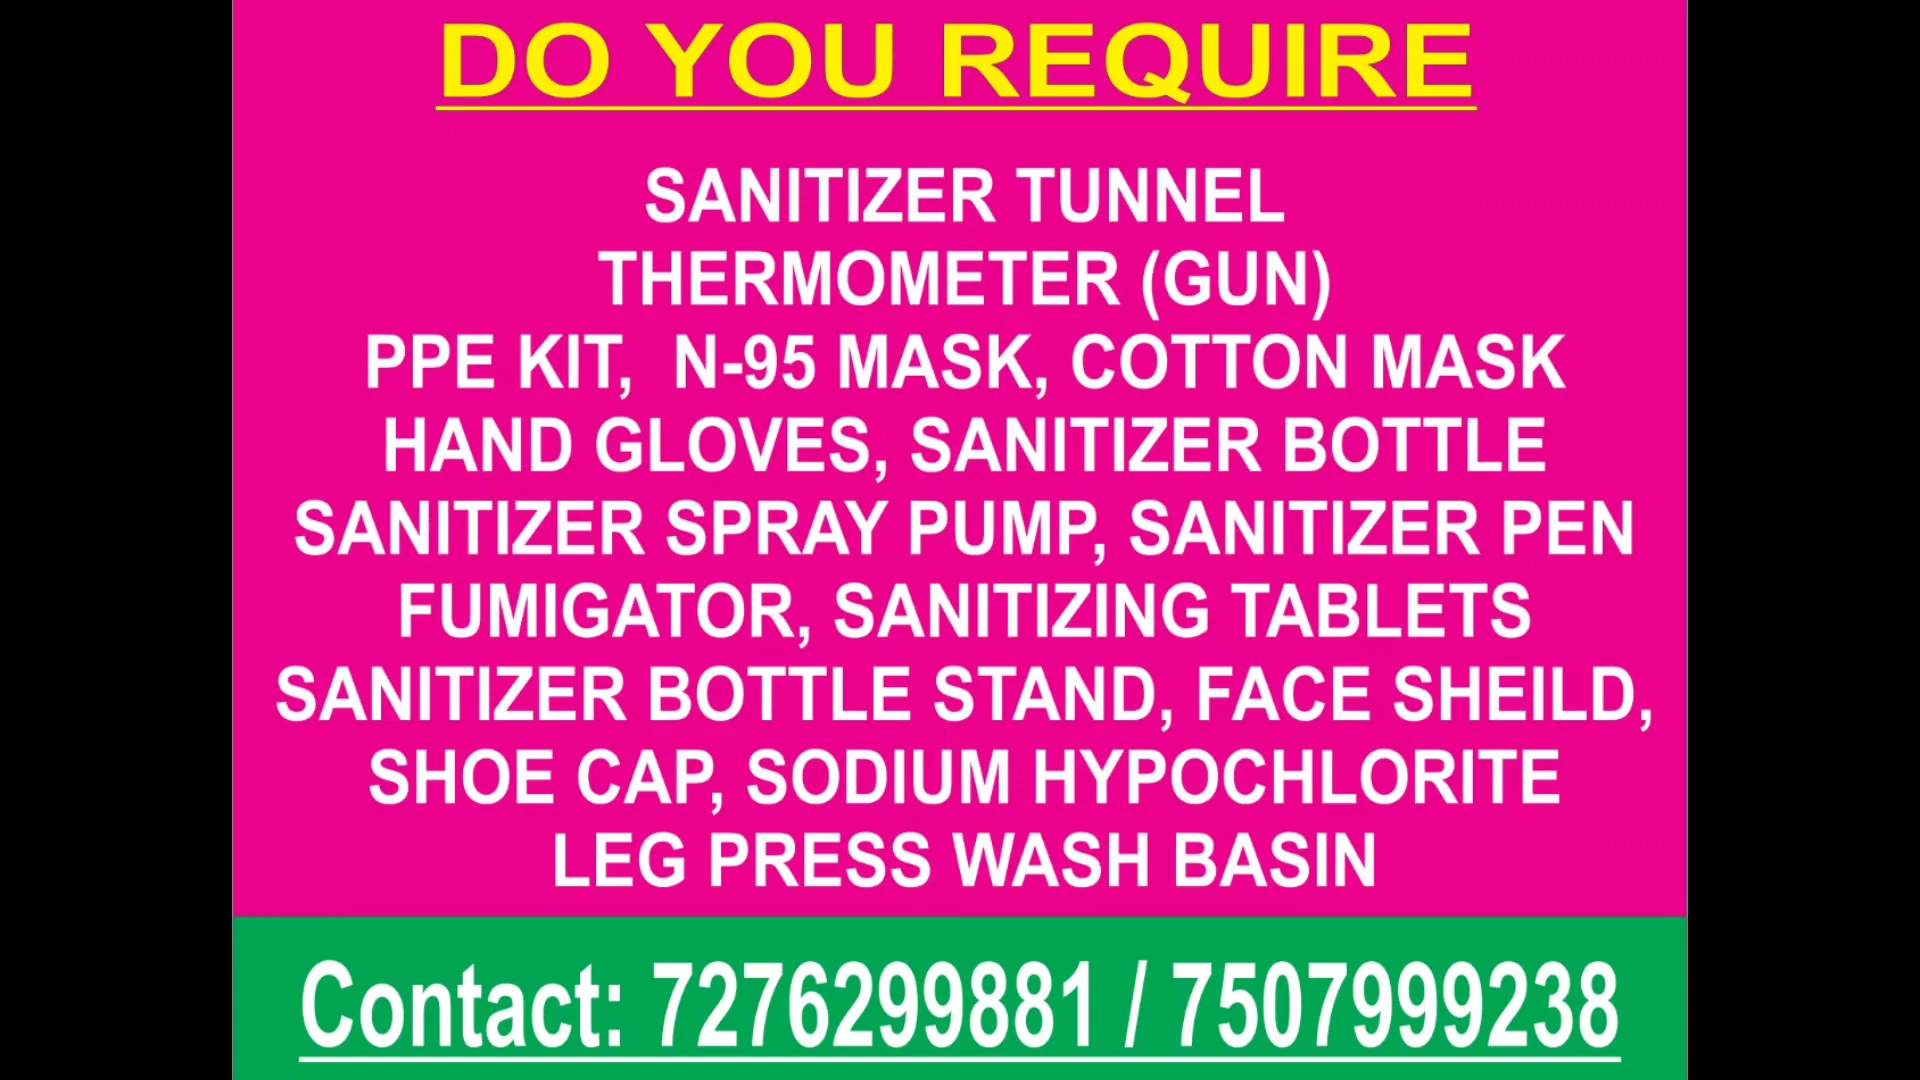 DO YOU REQUIRE
SANITIZER TUNNEL
THERMOMETER (GUN)
PPE KIT, N-95 MASK, COTTON MASK
HAND GLOVES, SANITIZER BOTTLE
SANITIZER SPRAY PUMP, SANITIZER PEN
FUMIGATOR, SANITIZING TABLETS
SANITIZER BOTTLE STAND, FACE SHEILD,
SHOE CAP, SODIUM HYPOCHLORITE
LEG PRESS WASH BASIN
Contact: 7276299881 / 7507999238